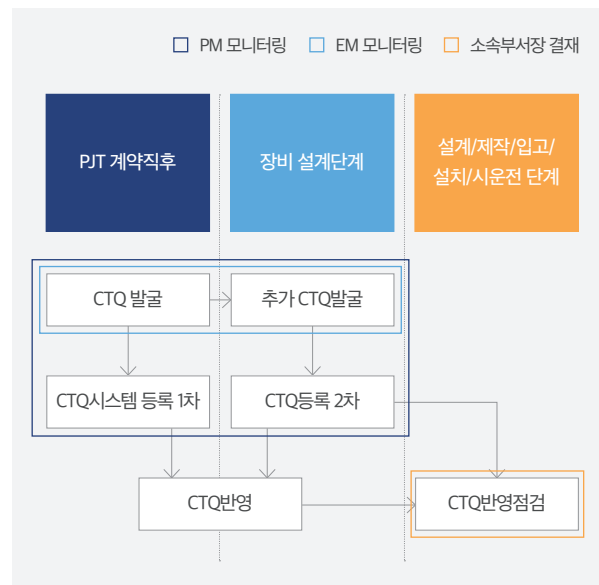 PM 모니터링
EM 모니터링
소속부서장 결재
PJT 계약직후
장비 설계단계
설계/제작/입고/
설치/시운전 단계
CTQ 발굴
추가 CTQ발굴
CTQ시스템 등록 1차
CTQ등록 2차
CTQ반영
CTQ반영점검